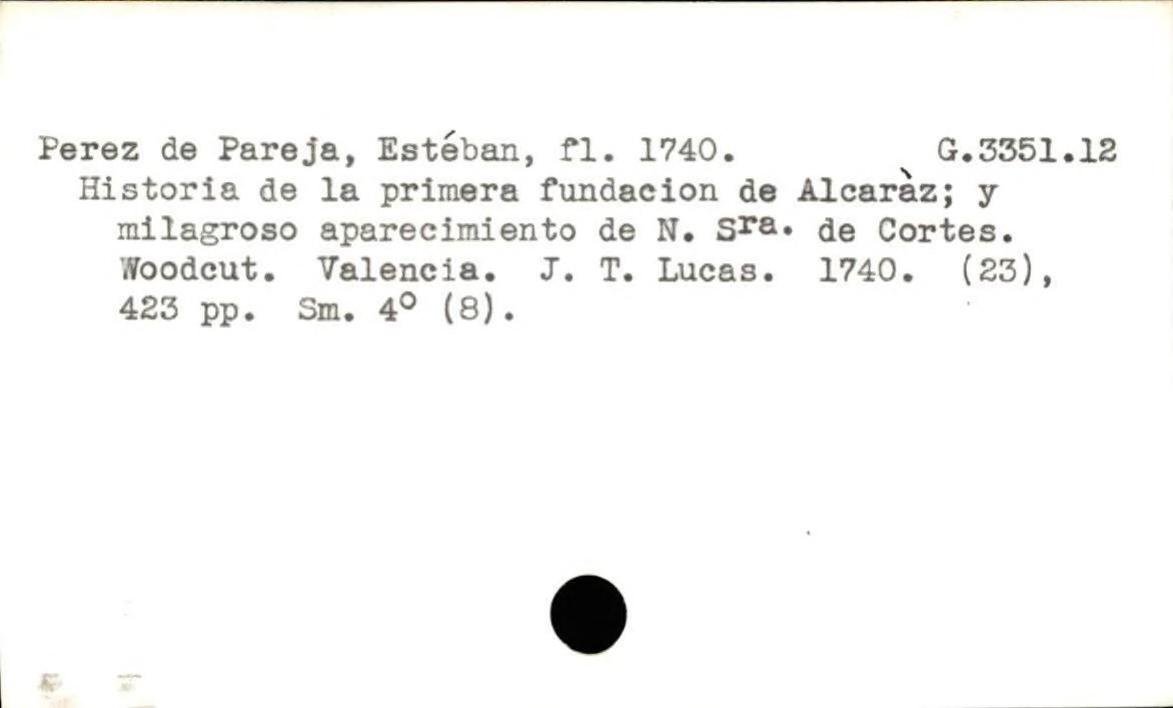 Perez de Pareja, Estéban, fl. 1740. G.3351.12
Historia de la primera fundacion de Alcaràz; y
milagroso aparecimiento de N. Sra. de Cortes.
Woodcut. Valencia. J. T. Lucas. 1740. (23),
423 pp. Sm. 4° (8).